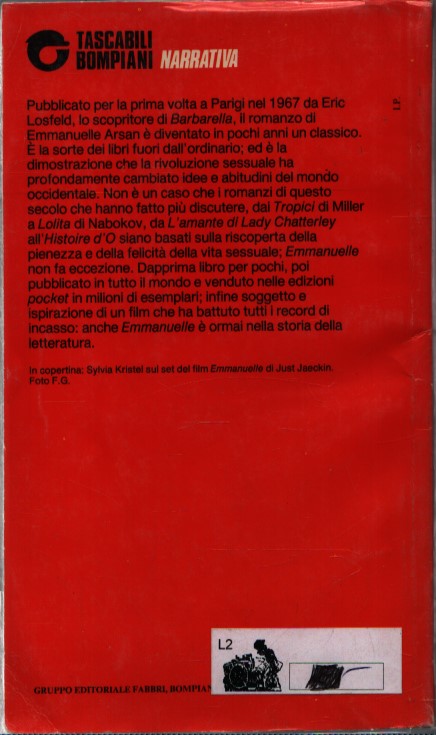 TASCABILI
BOMPIANI NARRATIVA
I.P.
Pubblicato per la prima volta a Parigi nel 1967 da Eric
Losfeld, lo scopritore di Barbarella, il romanzo di
Emmanuelle Arsan è diventato in pochi anni un classico.
È la sorte dei libri fuori dall'ordinario; ed è la
dimostrazione che la rivoluzione sessuale ha
profondamente cambiato idee e abitudini del mondo
occidentale. Non è un caso che i romanzi di questo
secolo che hanno fatto più discutere, dai Tropici di Miller
a Lolita di Nabokov, da L'amante di Lady Chatterley
all'Histoire d'O siano basati sulla riscoperta della
pienezza e della felicità della vita sessuale; Emmanuelle
non fa eccezione. Dapprima libro per pochi, poi
pubblicato in tutto il mondo e venduto nelle edizioni
pocket in milioni di esemplari; infine soggetto e
ispirazione di un film che ha battuto tutti i record di
incasso: anche Emmanuelle è ormai nella storia della
letteratura.
In copertina: Sylvia Kristel sul set del film Emmanuelle di Just Jaeckin.
Foto F.G.
L2
GRUPPO EDITORIALE FABBRI, BOMPIAN